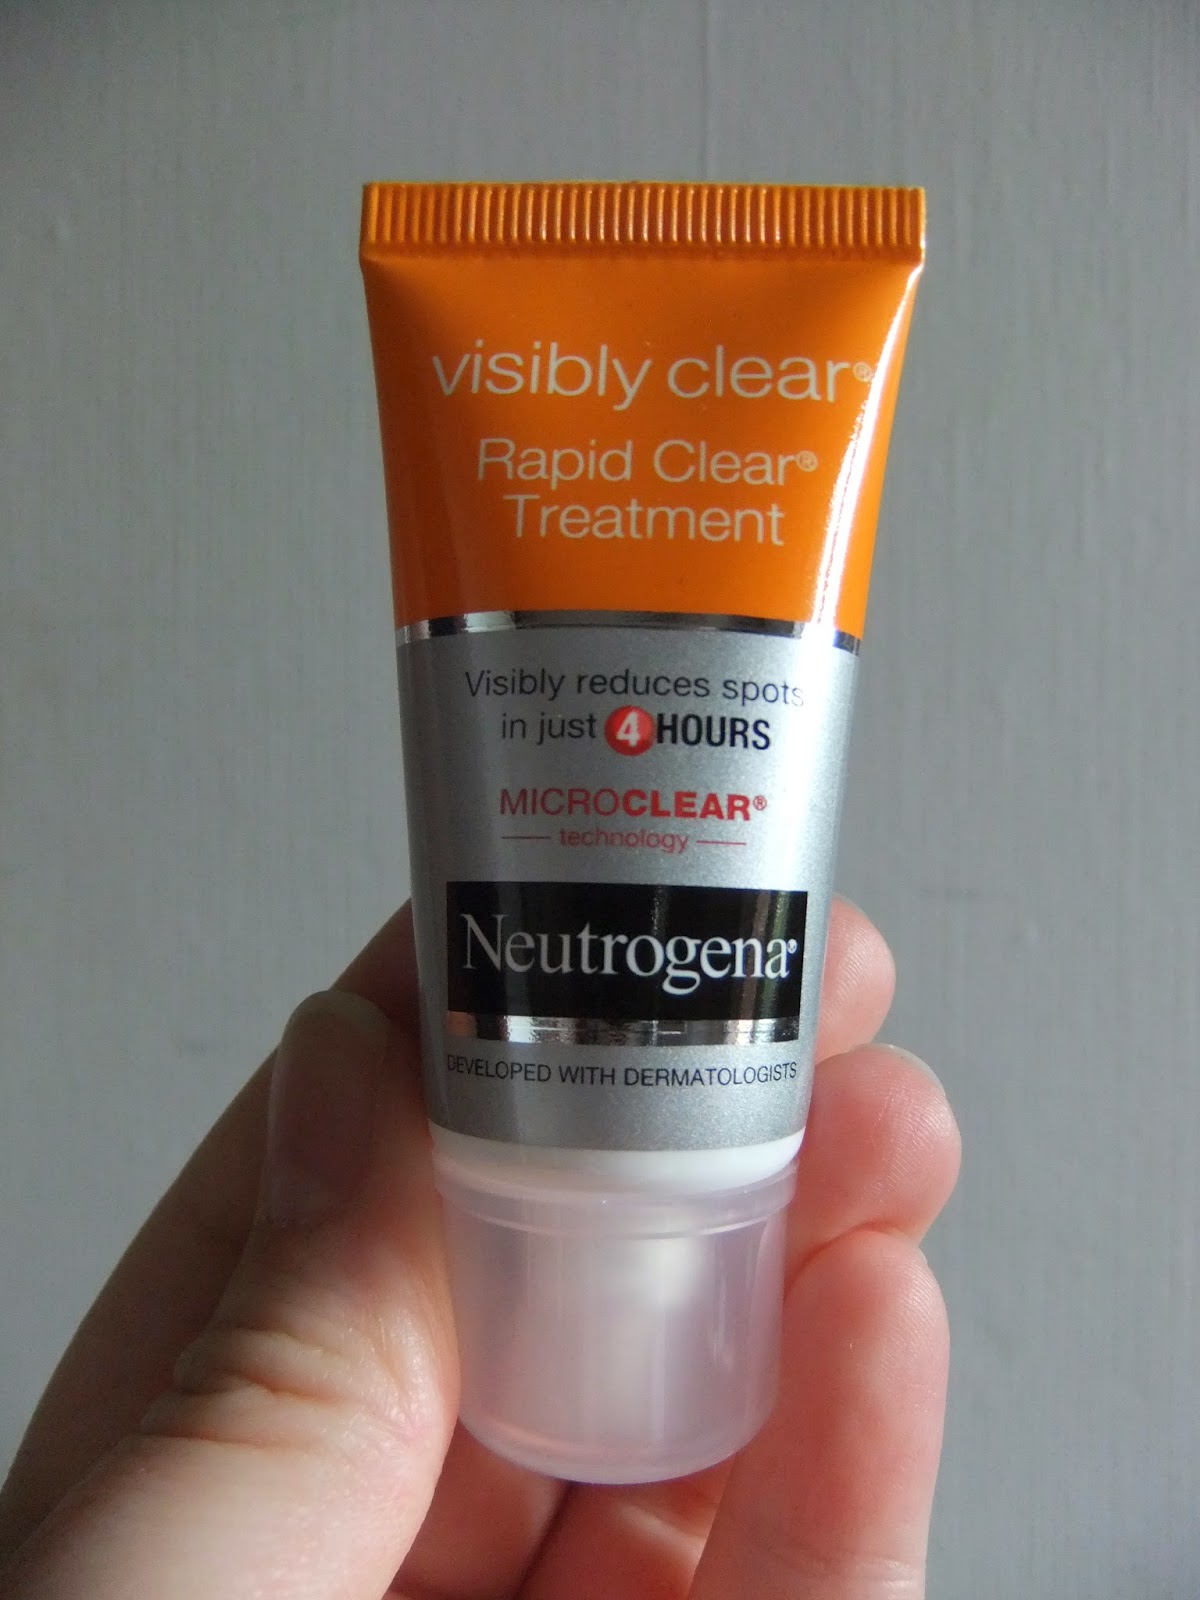 visibly clear®
Rapid Clear®
Treatment
Visibly reduces spots
in just 4 HOURS
MICROCLEAR®
technology
Neutrogena®
DEVELOPED WITH DERMATOLOGISTS